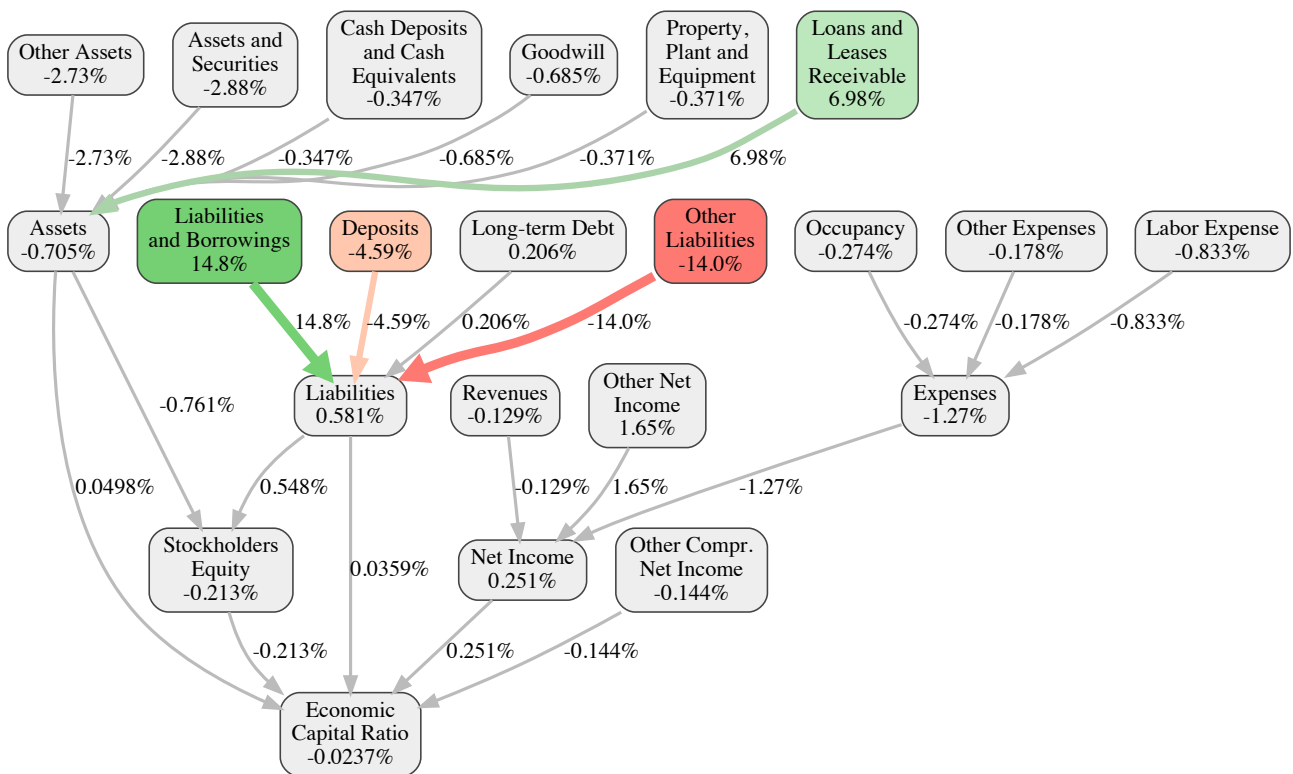 Other Assets
-2.73%
Assets and
Securities
-2.88%
Cash Deposits
and Cash
Equivalents
-0.347%
Goodwill
-0.685%
Property,
Plant and
Equipment
-0.371%
Loans and
Leases
Receivable
6.98%
-2.73%
-2.88%
-0.347%
-0.685%
-0.371%
6.98%
Assets
-0.705%
Liabilities
and Borrowings
14.8%
Deposits
-4.59%
Long-term Debt
0.206%
Other
Liabilities
-14.0%
Occupancy
-0.274%
Other Expenses
-0.178%
Labor Expense
-0.833%
14.8%
-4.59%
0.206%
-14.0%
-0.274%
-0.178%
-0.833%
-0.761%
Liabilities
0.581%
Revenues
-0.129%
Other Net
Income
1.65%
Expenses
-1.27%
0.0498%
0.548%
-0.129%
1.65%
-1.27%
Stockholders
Equity
-0.213%
0.0359%
Net Income
0.251%
Other Compr.
Net Income
-0.144%
-0.213%
0.251%
-0.144%
Economic
Capital Ratio
-0.0237%